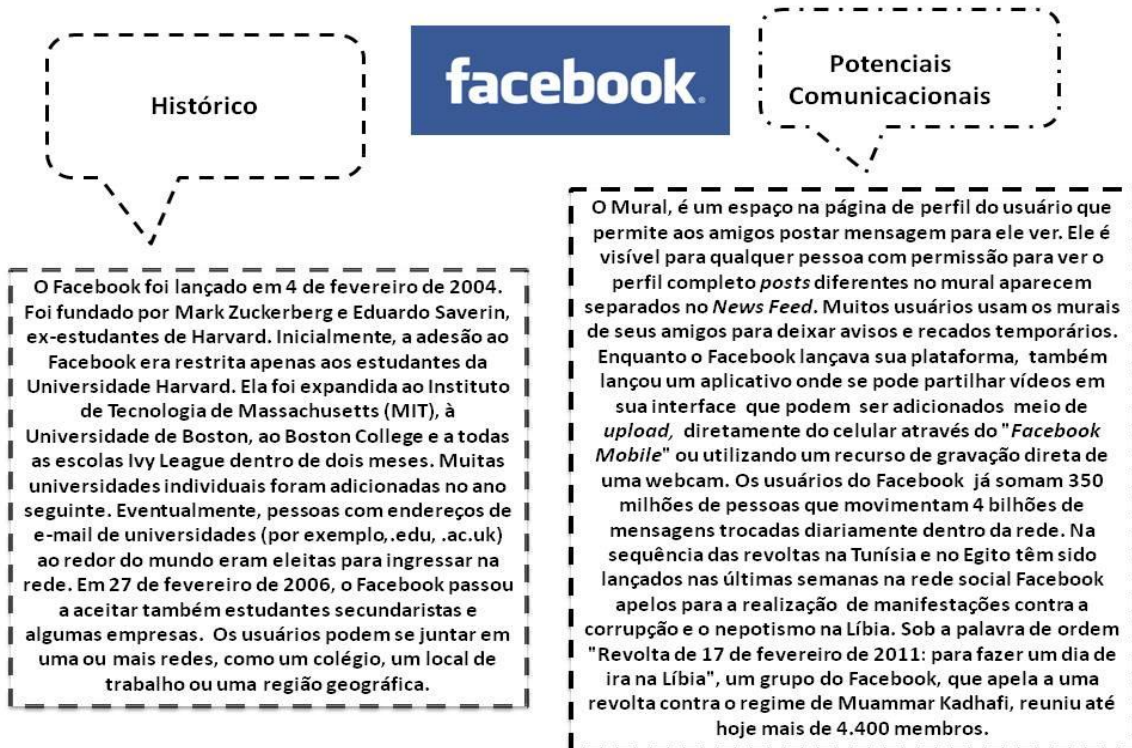 Histórico
facebook.
Potenciais
Comunicacionais
O Facebook foi lançado em 4 de fevereiro de 2004.
Foi fundado por Mark Zuckerberg e Eduardo Saverin,
ex-estudantes de Harvard. Inicialmente, a adesão ao
Facebook era restrita apenas aos estudantes da
Universidade Harvard. Ela foi expandida ao Instituto
de Tecnologia de Massachusetts (MIT), à
Universidade de Boston, ao Boston College e a todas
as escolas Ivy League dentro de dois meses. Muitas
universidades individuais foram adicionadas no ano
seguinte. Eventualmente, pessoas com endereços de
e-mail de universidades (por exemplo,.edu, .ac.uk)
ao redor do mundo eram eleitas para ingressar na
rede. Em 27 de fevereiro de 2006, o Facebook passou
a aceitar também estudantes secundaristas e
algumas empresas. Os usuários podem se juntar em
uma ou mais redes, como um colégio, um local de
trabalho ou uma região geográfica.
O Mural, é um espaço na página de perfil do usuário que
permite aos amigos postar mensagem para ele ver. Ele é
visível para qualquer pessoa com permissão para ver o
perfil completo posts diferentes no mural aparecem
separados no News Feed. Muitos usuários usam os murais
de seus amigos para deixar avisos e recados temporários.
Enquanto o Facebook lançava sua plataforma, também
lançou um aplicativo onde se pode partilhar vídeos em
sua interface que podem ser adicionados meio de
upload, diretamente do celular através do "Facebook
Mobile" ou utilizando um recurso de gravação direta de
uma webcam. Os usuários do Facebook já somam 350
milhões de pessoas que movimentam 4 bilhões de
mensagens trocadas diariamente dentro da rede. Na
sequência das revoltas na Tunísia e no Egito têm sido
lançados nas últimas semanas na rede social Facebook
apelos para a realização de manifestações contra a
corrupção e o nepotismo na Líbia. Sob a palavra de ordem
"Revolta de 17 de fevereiro de 2011: para fazer um dia de
ira na Líbia", um grupo do Facebook, que apela a uma
revolta contra o regime de Muammar Kadhafi, reuniu até
hoje mais de 4.400 membros.